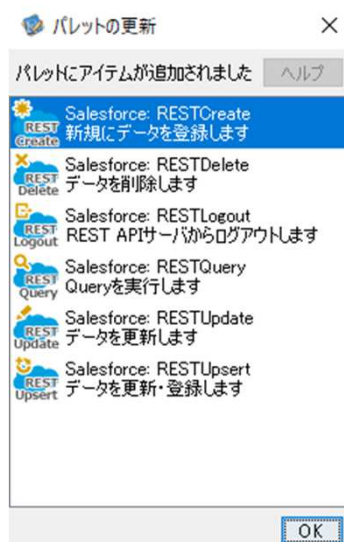 パレットの更新
パレットにアイテムが追加されました ヘルプ
REST Create
Salesforce: RESTCreate
新規にデータを登録します
REST Delete
Salesforce: RESTDelete
データを削除します
REST Logout
Salesforce: RESTLogout
REST APIサーバからログアウトします
REST Query
Salesforce: RESTQuery
Queryを実行します
REST Update
Salesforce: RESTUpdate
データを更新します
REST Upsert
Salesforce: RESTUpsert
データを更新・登録します
OK